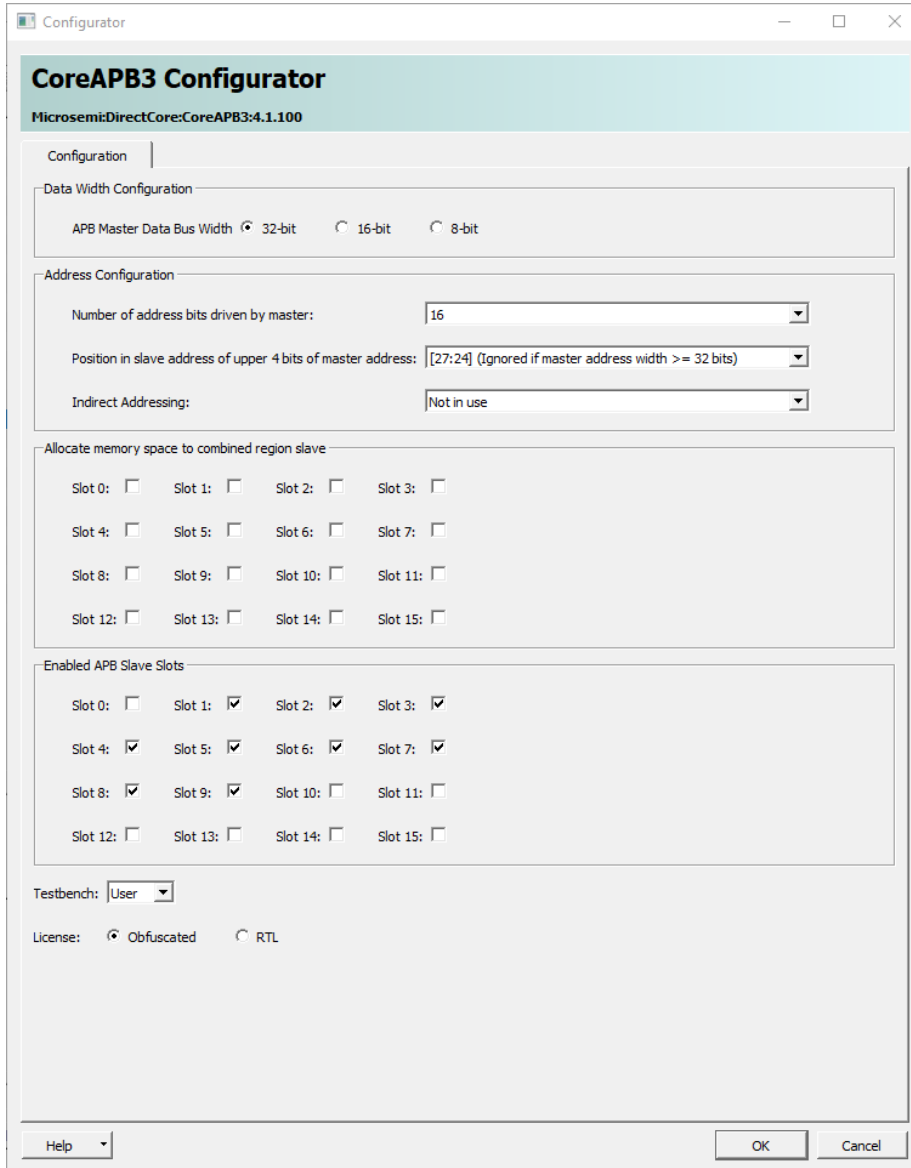 Configurator
CoreAPB3 Configurator
Microsemi:DirectCore:CoreAPB3:4.1.100
Configuration
Data Width Configuration
APB Master Data Bus Width 32-bit 16-bit 8-bit
Address Configuration
Number of address bits driven by master: 16
Position in slave address of upper 4 bits of master address: [27:24] (Ignored if master address width >= 32 bits)
Indirect Addressing: Not in use
Allocate memory space to combined region slave
Slot 0: Slot 1: Slot 2: Slot 3:
Slot 4: Slot 5: Slot 6: Slot 7:
Slot 8: Slot 9: Slot 10: Slot 11:
Slot 12: Slot 13: Slot 14: Slot 15:
Enabled APB Slave Slots
Slot 0: Slot 1: Slot 2: Slot 3:
Slot 4: Slot 5: Slot 6: Slot 7:
Slot 8: Slot 9: Slot 10: Slot 11:
Slot 12: Slot 13: Slot 14: Slot 15:
Testbench: User
License: Obfuscated RTL
Help OK Cancel